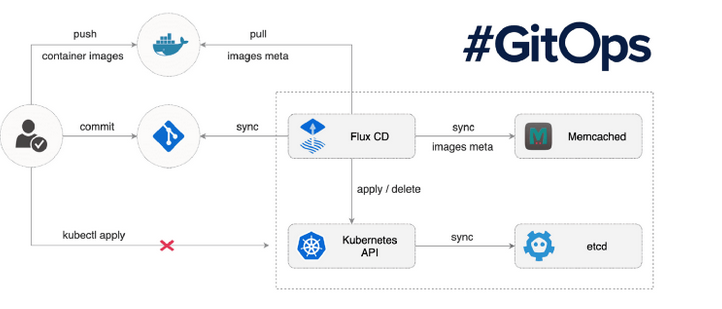 #GitOps
push
container images
pull
images meta
commit
sync
Flux CD
sync
images meta
Memcached
apply / delete
kubectl apply
Kubernetes
API
sync
etcd